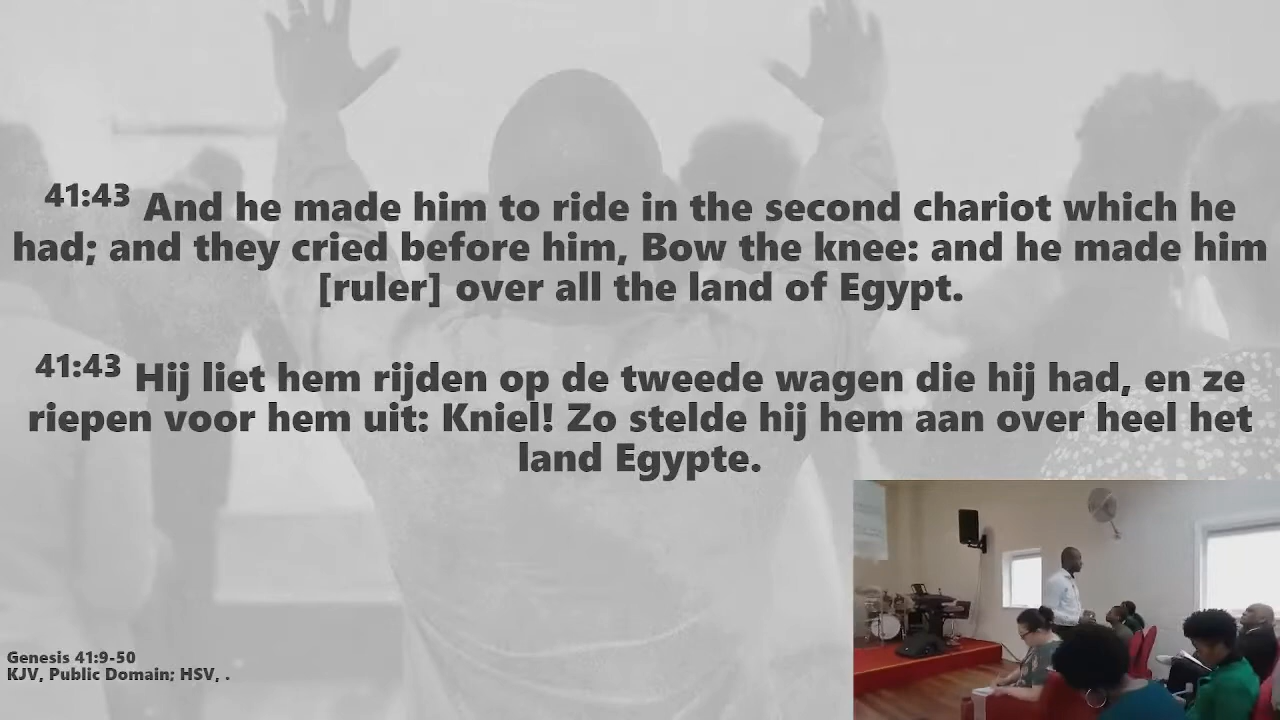 41:43 And he made him to ride in the second chariot which he
had; and they cried before him, Bow the knee: and he made him
[ruler] over all the land of Egypt.
41:43 Hij liet hem rijden op de tweede wagen die hij had, en ze
riepen voor hem uit: Kniel! Zo stelde hij hem aan over heel het
land Egypte.
Genesis 41:9-50
KJV, Public Domain; HSV, .